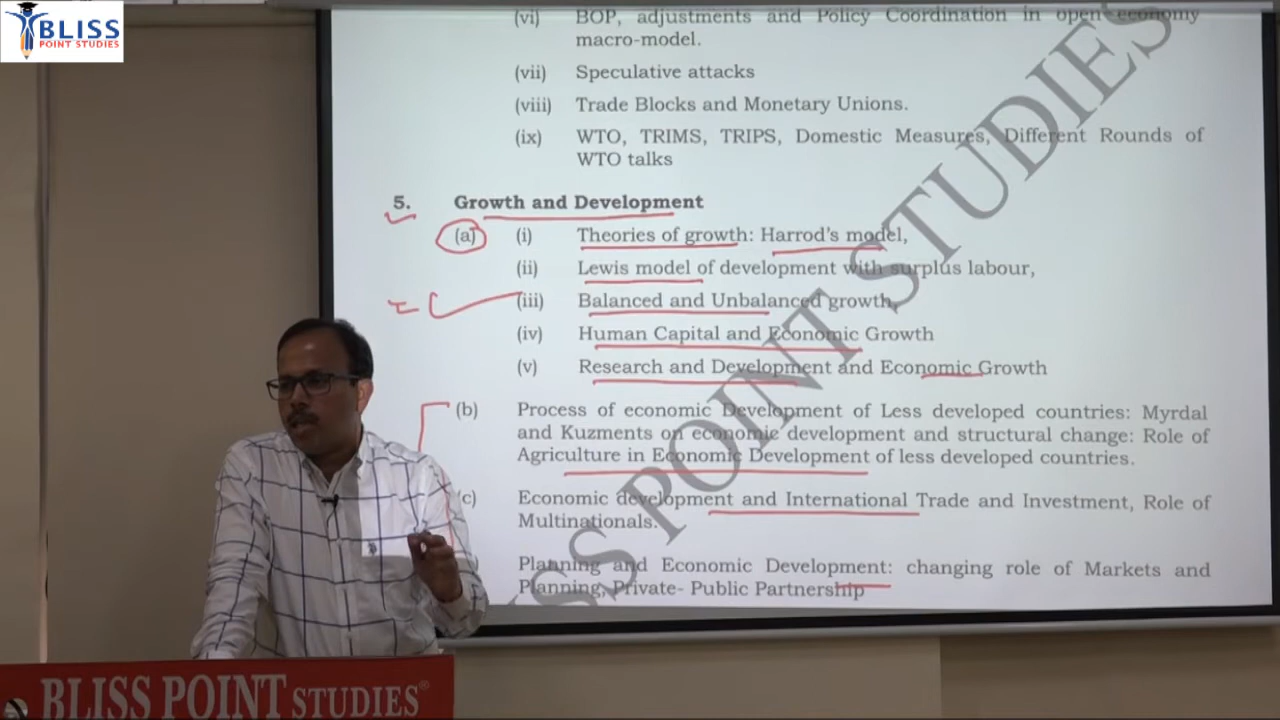 BLISS
POINT STUDIES
(vi) BOP, adjustments and Policy Coordination in open economy
macro-model.
(vii) Speculative attacks
(viii) Trade Blocks and Monetary Unions.
(ix) WTO, TRIMS, TRIPS, Domestic Measures, Different Rounds of
WTO talks
5. Growth and Development
(a) (i) Theories of growth: Harrod's model,
(ii) Lewis model of development with surplus labour,
(iii) Balanced and Unbalanced growth,
(iv) Human Capital and Economic Growth
(v) Research and Development and Economic Growth
(b) Process of economic Development of Less developed countries: Myrdal
and Kuzments on economic development and structural change: Role of
Agriculture in Economic Development of less developed countries.
(c) Economic development and International Trade and Investment, Role of
Multinationals.
Planning and Economic Development: changing role of Markets and
Planning, Private- Public Partnership
ISS POINT STUDIES
BLISS POINT STUDIES®